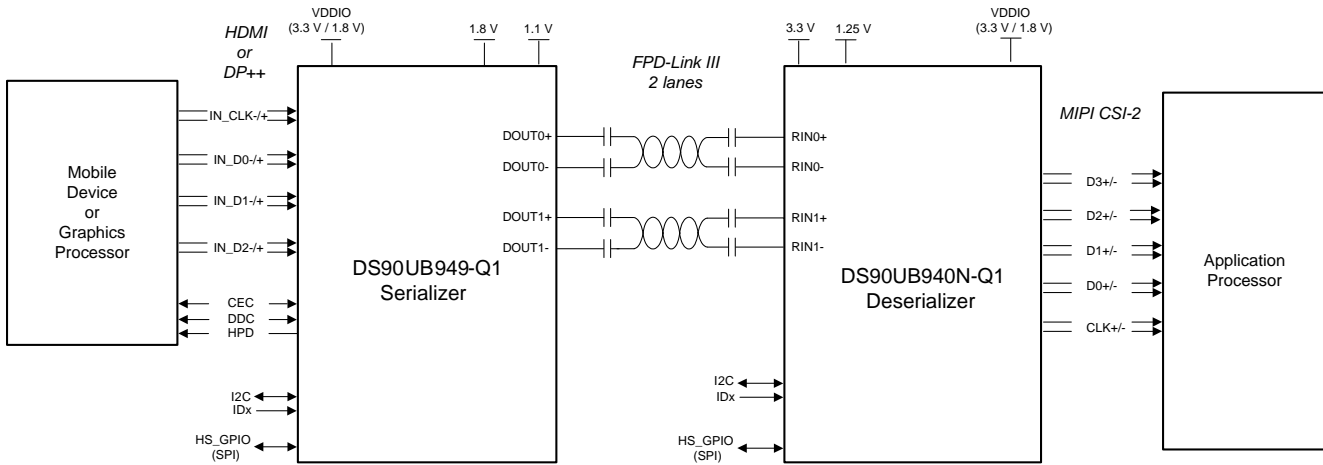 HDMI
or
DP++
VDDIO
(3.3 V / 1.8 V)
1.8 V
1.1 V
FPD-Link III
2 lanes
3.3 V
1.25 V
VDDIO
(3.3 V / 1.8 V)
MIPI CSI-2
Mobile
Device
or
Graphics
Processor
IN_CLK-/+
IN_D0-/+
IN_D1-/+
IN_D2-/+
CEC
DDC
HPD
I2C
IDx
HS_GPIO
(SPI)
DS90UB949-Q1
Serializer
DOUT0+
DOUT0-
DOUT1+
DOUT1-
RIN0+
RIN0-
RIN1+
RIN1-
DS90UB940N-Q1
Deserializer
I2C
IDx
HS_GPIO
(SPI)
D3+/-
D2+/-
D1+/-
D0+/-
CLK+/-
Application
Processor